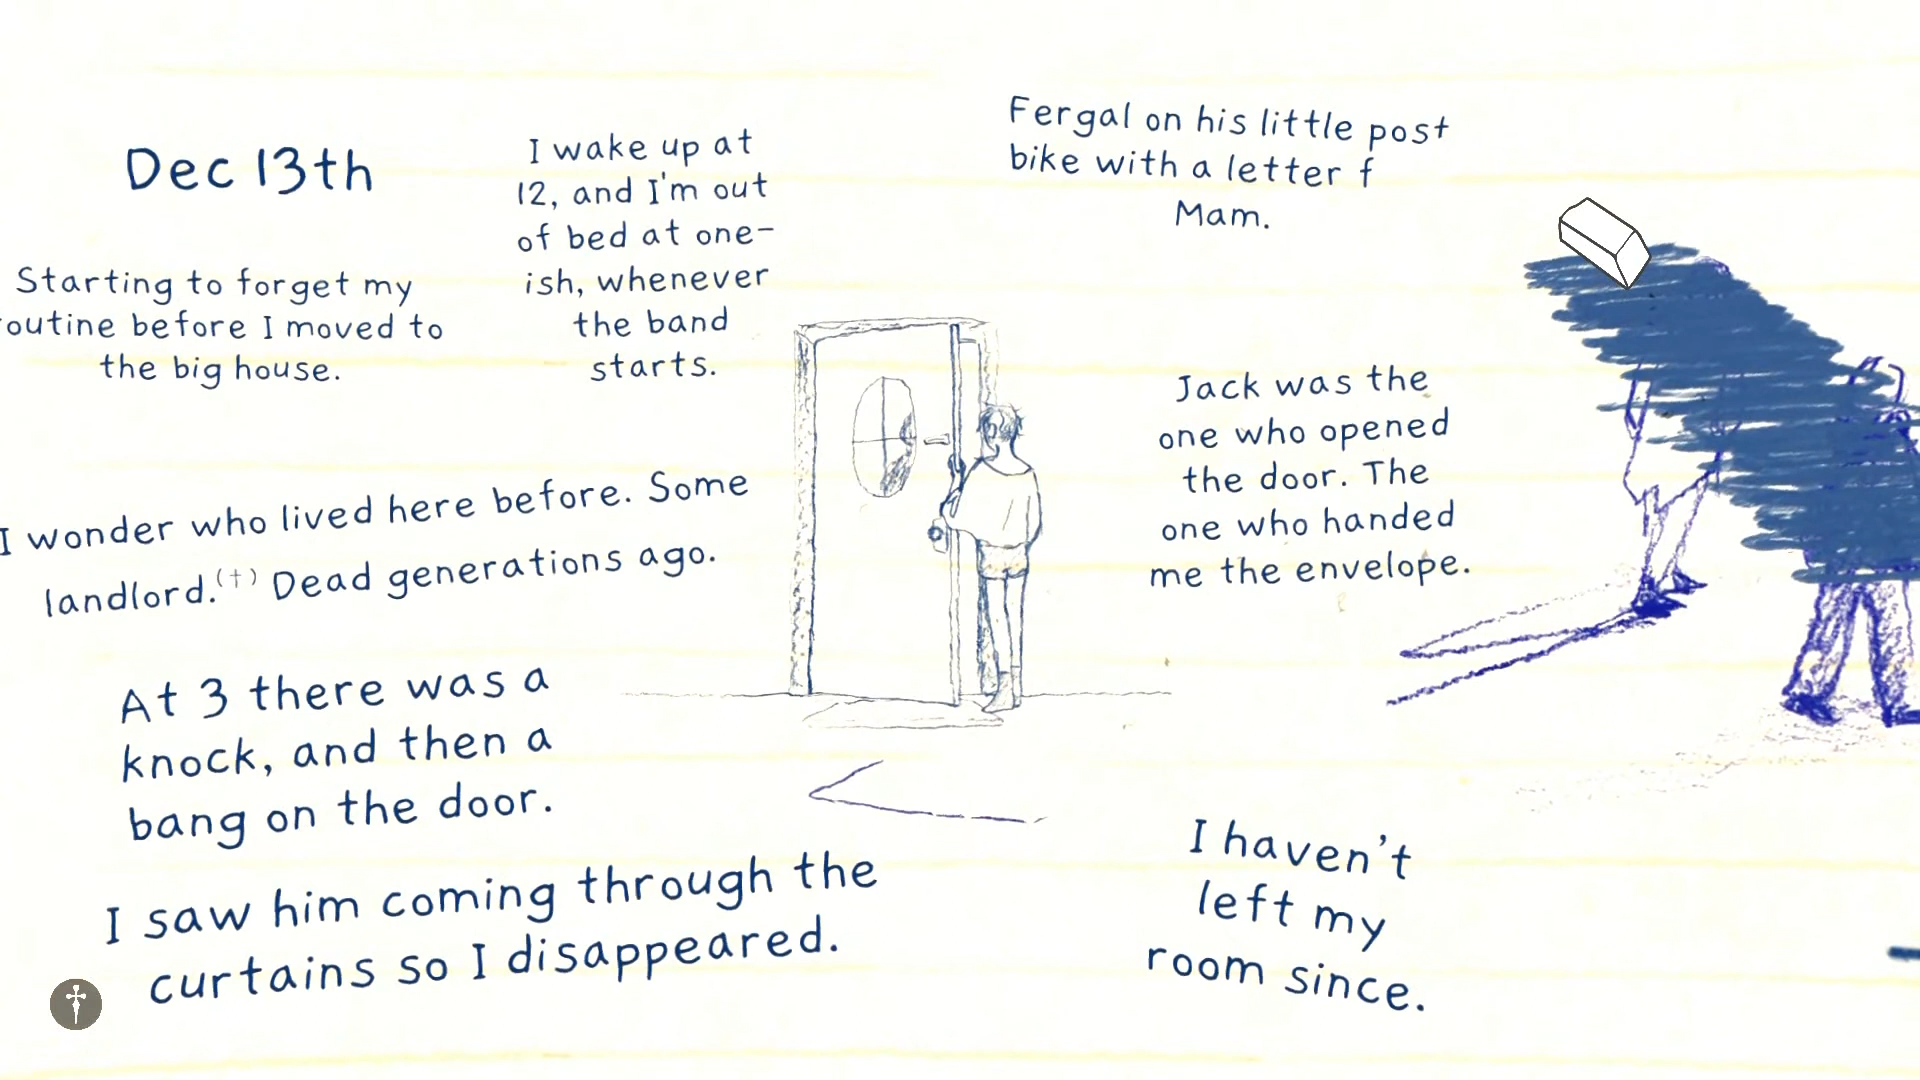 Dec 13th
Starting to forget my
outine before I moved to
the big house.
I wake up at
12, and I'm out
of bed at one-
ish, whenever
the band
starts.
I wonder who lived here before. Some
landlord.(†) Dead generations ago.
At 3 there was a
knock, and then a
bang on the door.
I saw him coming through the
curtains so I disappeared.
Fergal on his little post
bike with a letter f
Mam.
Jack was the
one who opened
the door. The
one who handed
me the envelope.
I haven't
left my
room since.